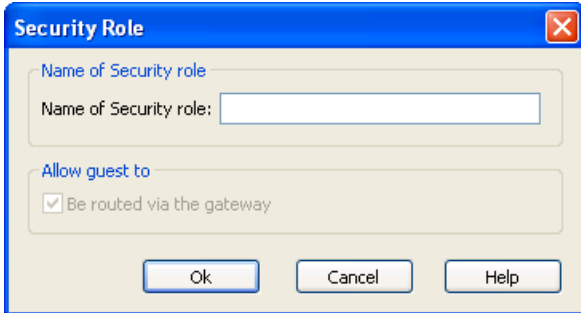 Security Role
Name of Security role
Name of Security role:
Allow guest to
Be routed via the gateway
Ok Cancel Help